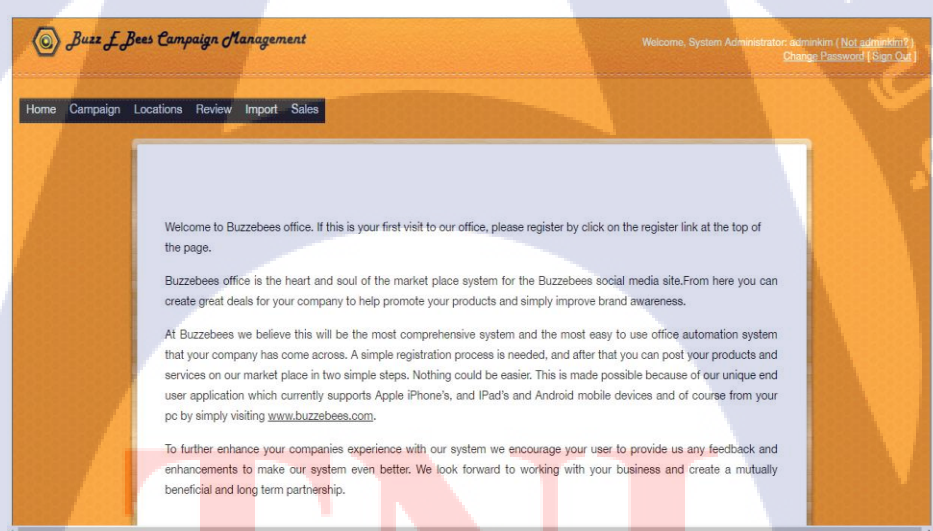 Buzz E Bees Campaign Management
Welcome, System Administrator: adminkim ( Not adminkim? )
Change Password [ Sign Out ]
Home Campaign Locations Review Import Sales
Welcome to Buzzebees office. If this is your first visit to our office, please register by click on the register link at the top of
the page.
Buzzebees office is the heart and soul of the market place system for the Buzzebees social media site.From here you can
create great deals for your company to help promote your products and simply improve brand awareness.
At Buzzebees we believe this will be the most comprehensive system and the most easy to use office automation system
that your company has come across. A simple registration process is needed, and after that you can post your products and
services on our market place in two simple steps. Nothing could be easier. This is made possible because of our unique end
user application which currently supports Apple iPhone's, and IPad's and Android mobile devices and of course from your
pc by simply visiting www.buzzebees.com.
To further enhance your companies experience with our system we encourage your user to provide us any feedback and
enhancements to make our system even better. We look forward to working with your business and create a mutually
beneficial and long term partnership.